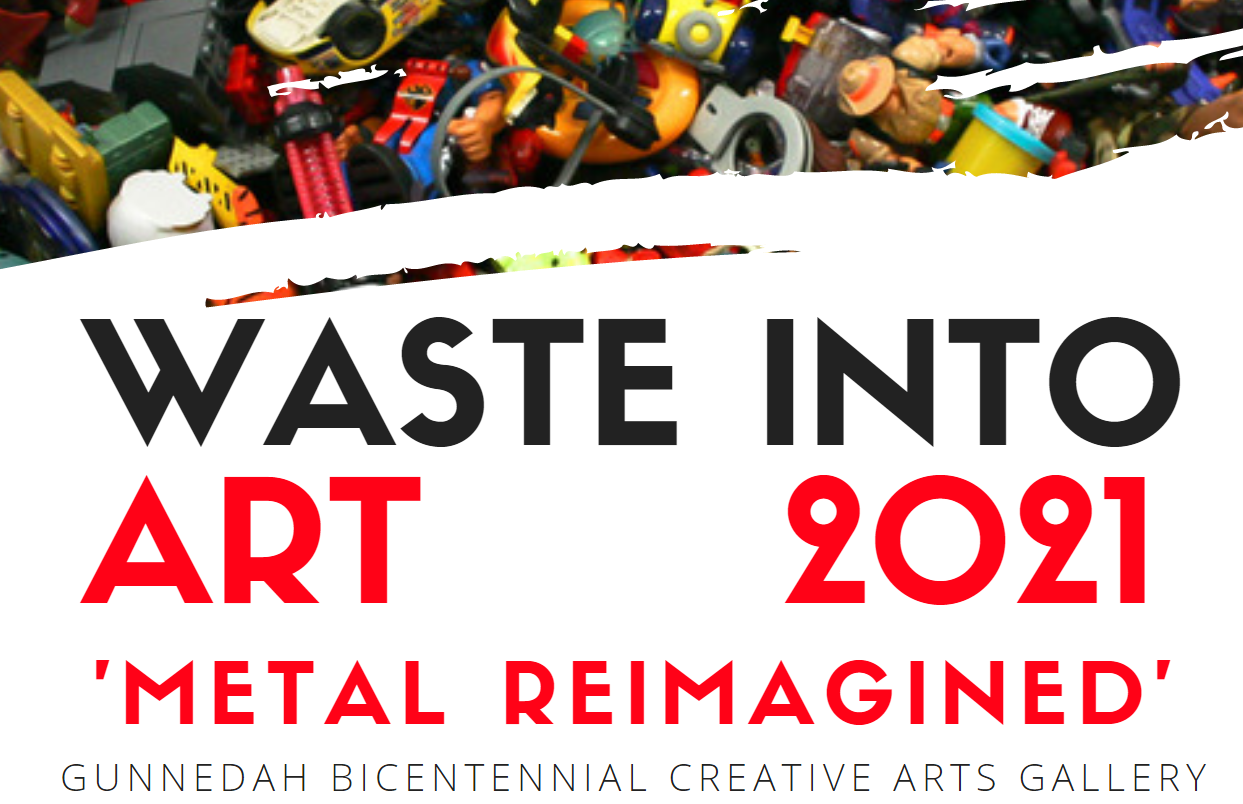 WASTE INTO
ART 2021
'METAL REIMAGINED'
GUNNEDAH BICENTENNIAL CREATIVE ARTS GALLERY